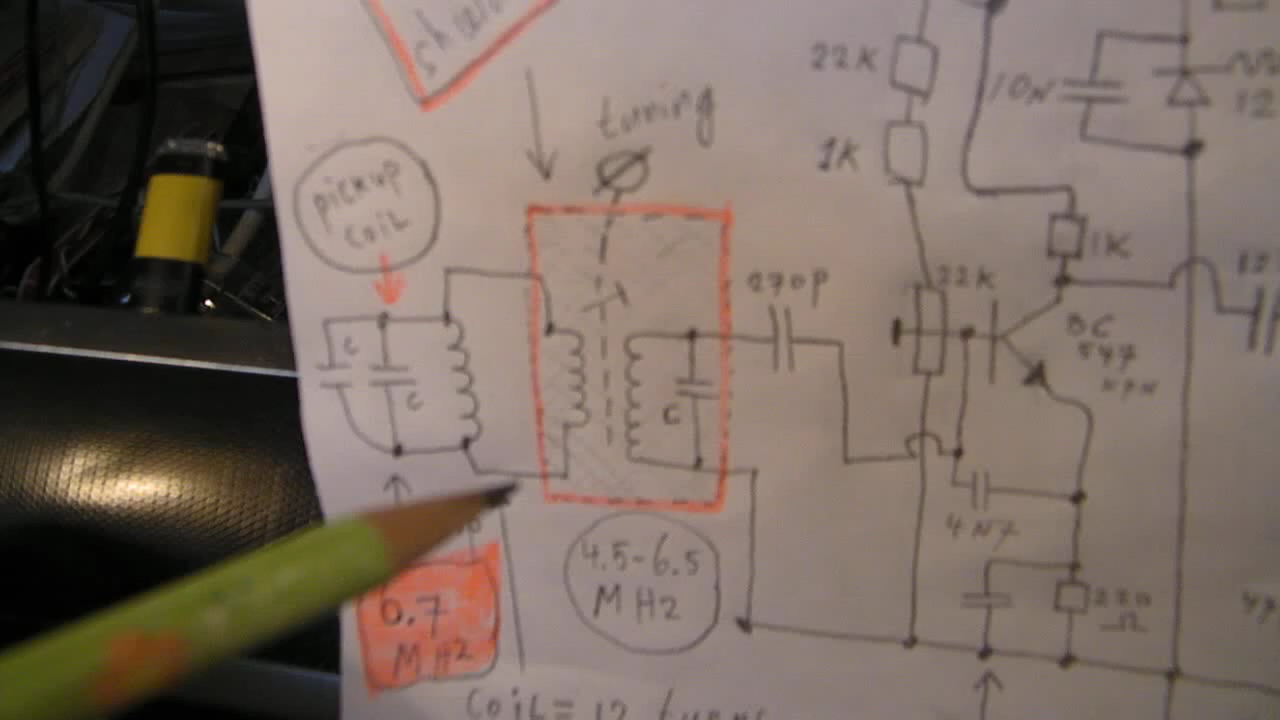 tuning
22K
1K
10N
12
pickup
coil
1K
270P
22K
BC
547
NPN
C
C
C
4N7
4.5-6.5
MHz
220
Ω
0.7
MHz
coil = 12 turns